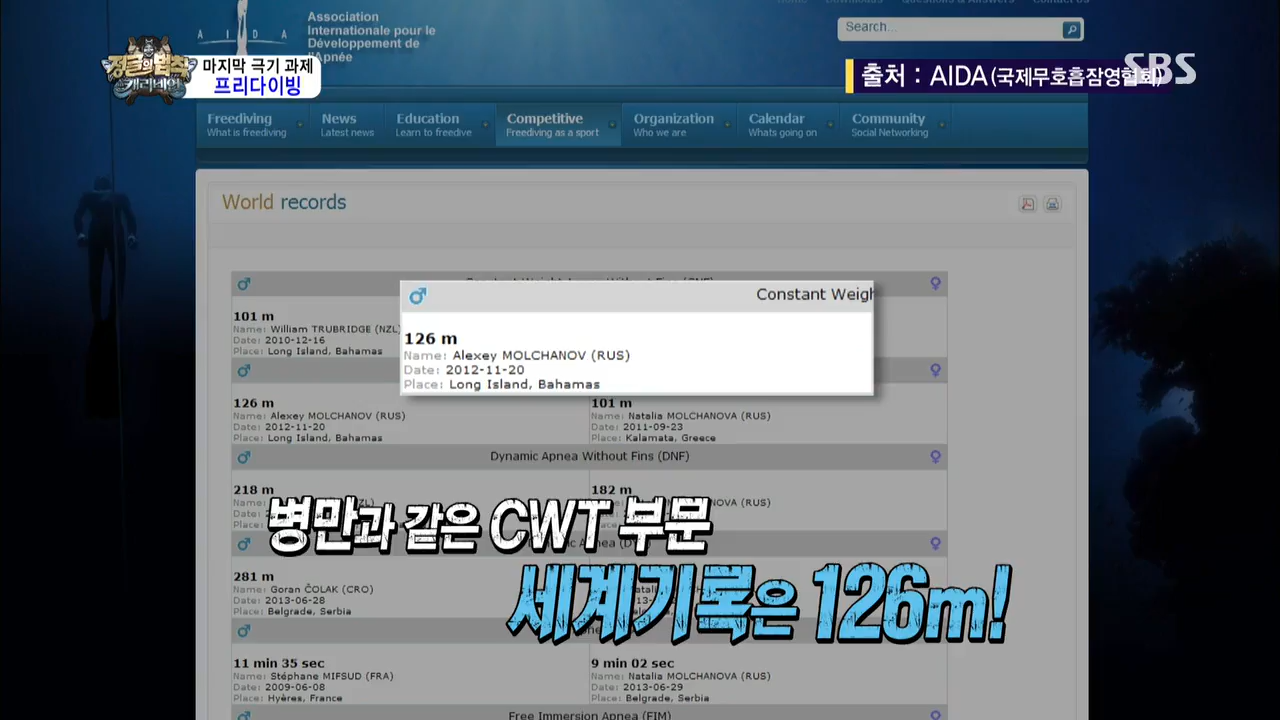 A I D A
Association
Internationale pour le
Développement de
l'Apnée
Search...
정글의 법칙
캐리비언
마지막 극기 과제
프리다이빙
출처 : AIDA(국제무호흡잠영협회)
SBS
Freediving
What is freediving
News
Latest news
Education
Learn to freedive
Competitive
Freediving as a sport
Organization
Who we are
Calendar
Whats going on
Community
Social Networking
World records
101 m
Name: William TRUBRIDGE (NZL)
Date: 2010-12-16
Place: Long Island, Bahamas
Constant Weigh
126 m
Name: Alexey MOLCHANOV (RUS)
Date: 2012-11-20
Place: Long Island, Bahamas
126 m
Name: Alexey MOLCHANOV (RUS)
Date: 2012-11-20
Place: Long Island, Bahamas
101 m
Name: Natalia MOLCHANOVA (RUS)
Date: 2011-09-23
Place: Kalamata, Greece
Dynamic Apnea Without Fins (DNF)
218 m
182 m
병만과 같은 CWT 부문
세계기록은 126m!
281 m
Name: Goran ČOLAK (CRO)
Date: 2013-06-28
Place: Belgrade, Serbia
11 min 35 sec
Name: Stéphane MIFSUD (FRA)
Date: 2009-06-08
Place: Hyères, France
9 min 02 sec
Name: Natalia MOLCHANOVA (RUS)
Date: 2013-06-29
Place: Belgrade, Serbia
Free Immersion Apnea (FIM)